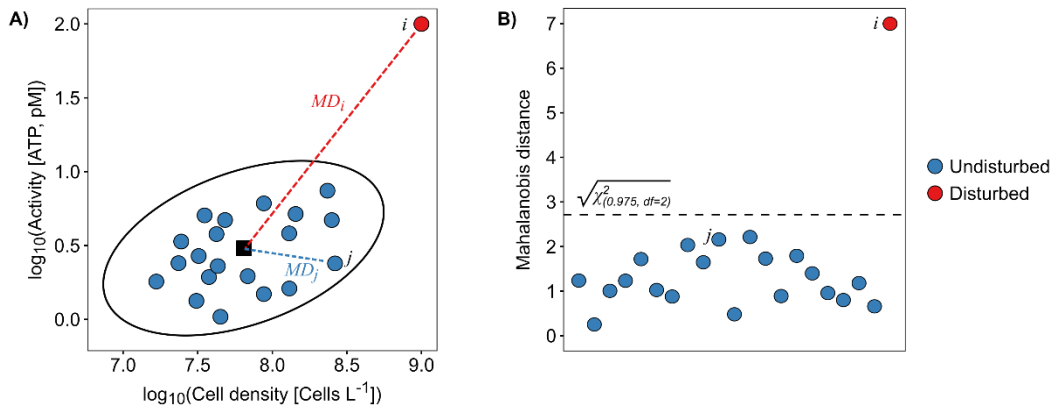 A)
log₁₀(Activity [ATP, pM])
2.0
1.5
1.0
0.5
0.0
i
MDᵢ
MDⱼ
j
7.0 7.5 8.0 8.5 9.0
log₁₀(Cell density [Cells L⁻¹])
B)
Mahalanobis distance
7
6
5
4
3
2
1
0
i
√χ²(0.975, df=2)
j
Undisturbed
Disturbed